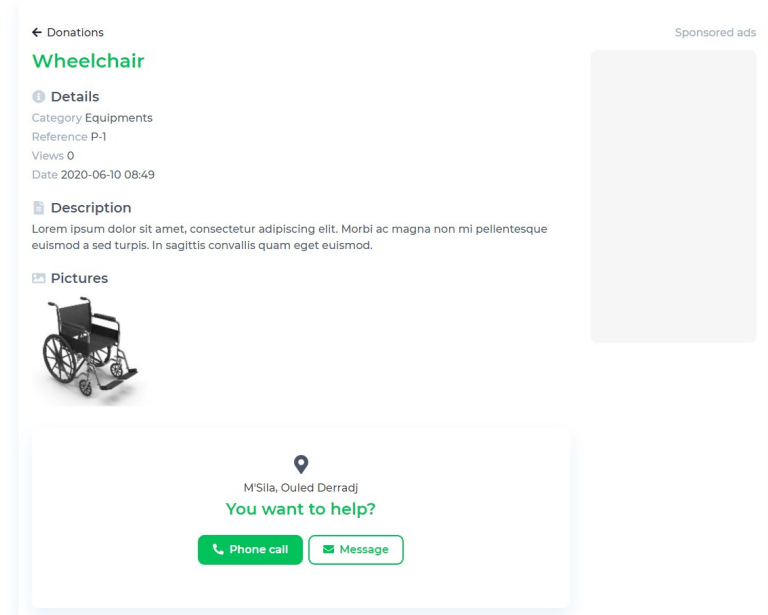 Donations
Sponsored ads
Wheelchair
Details
Category Equipments
Reference P-1
Views 0
Date 2020-06-10 08:49
Description
Lorem ipsum dolor sit amet, consectetur adipiscing elit. Morbi ac magna non mi pellentesque
euismod a sed turpis. In sagittis convallis quam eget euismod.
Pictures
M'Sila, Ouled Derradj
You want to help?
Phone call
Message